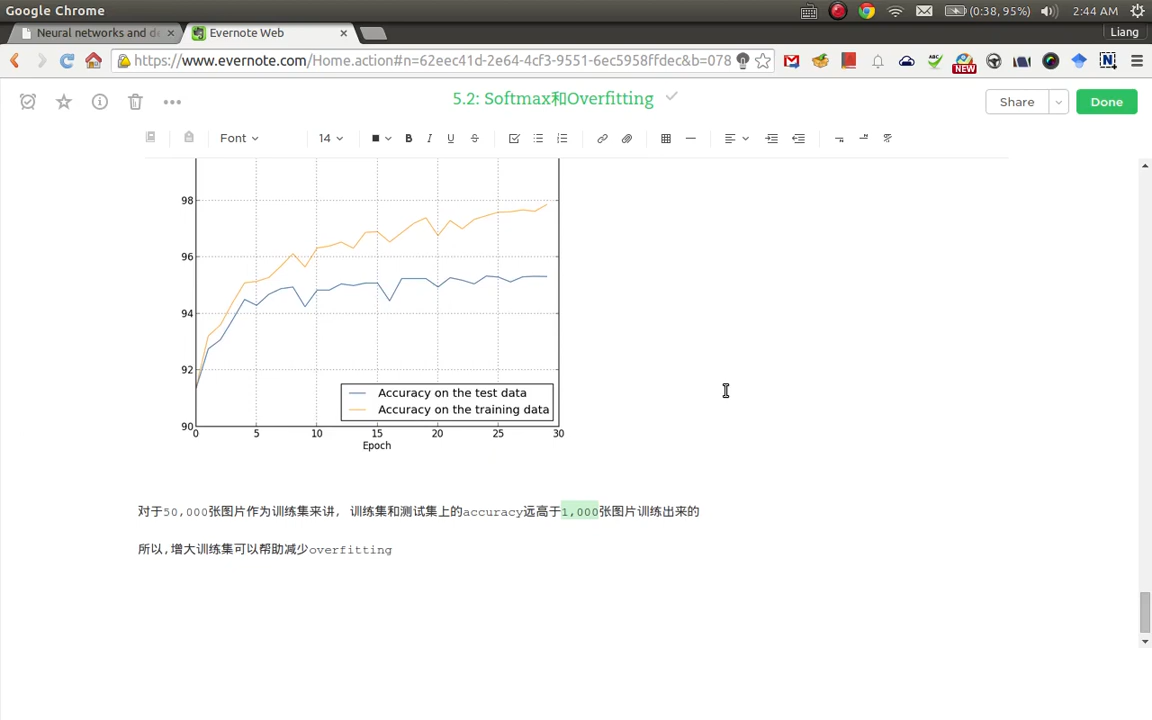 Google Chrome
(0:38, 95%)
2:44 AM
Neural networks and de
Evernote Web
Liang
https://www.evernote.com/Home.action#n=62eec41d-2e64-4cf3-9551-6ec5958ffdec&b=078
NEW
N
5.2: Softmax和Overfitting
Share
Done
Font
14
B
I
U
S
98
96
94
92
90
Accuracy on the test data
Accuracy on the training data
0 5 10 15 20 25 30
Epoch
对于50,000张图片作为训练集来讲, 训练集和测试集上的accuracy远高于1,000张图片训练出来的
所以,增大训练集可以帮助减少overfitting